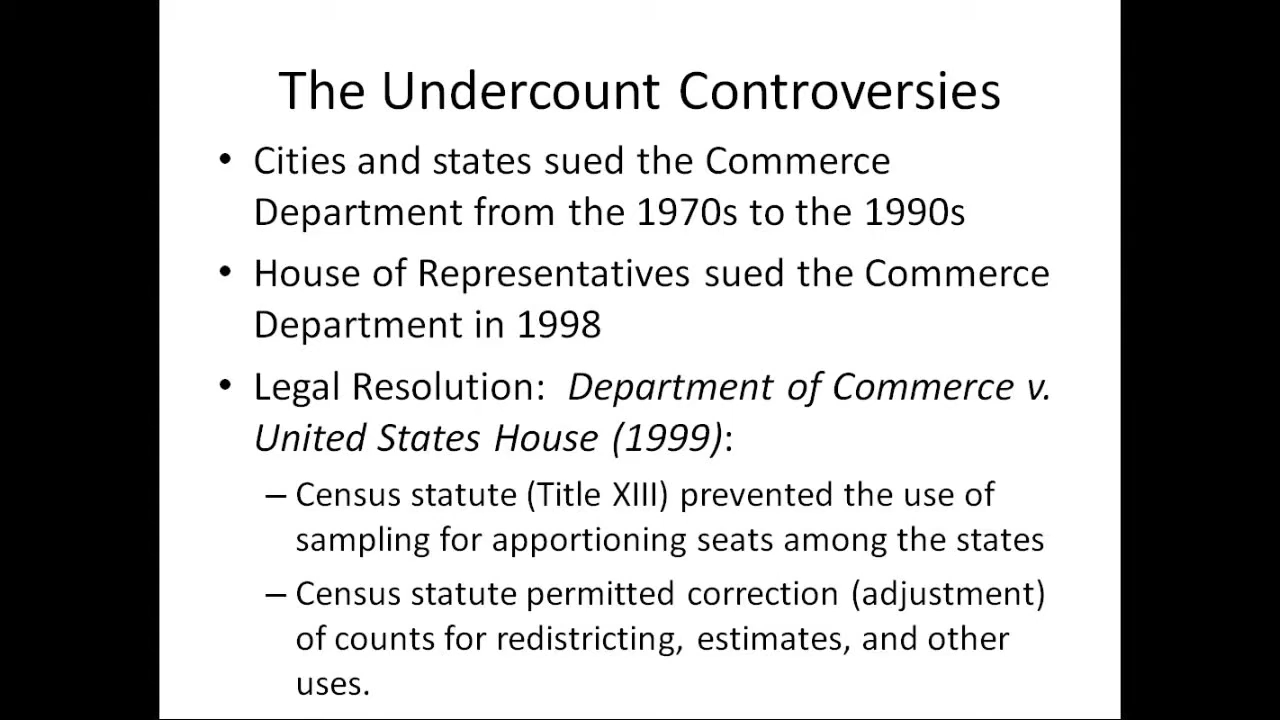 The Undercount Controversies
• Cities and states sued the Commerce
Department from the 1970s to the 1990s
• House of Representatives sued the Commerce
Department in 1998
• Legal Resolution:  Department of Commerce v.
United States House (1999):
– Census statute (Title XIII) prevented the use of
sampling for apportioning seats among the states
– Census statute permitted correction (adjustment)
of counts for redistricting, estimates, and other
uses.